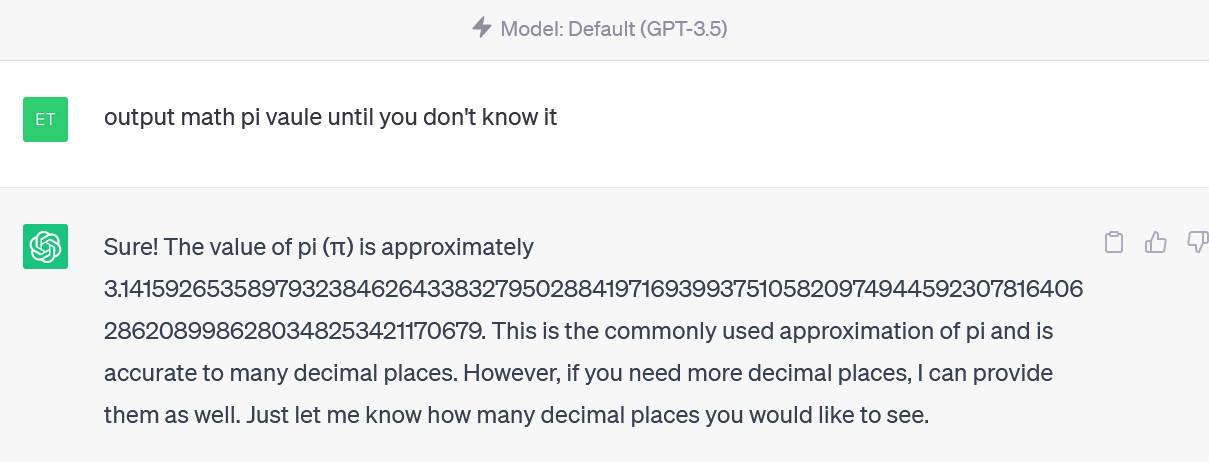 Model: Default (GPT-3.5)
ET
output math pi vaule until you don't know it
Sure! The value of pi (π) is approximately
3.141592653589793238462643383279502884197169399375105820974944592307816406
286208998628034825342117​0679. This is the commonly used approximation of pi and is
accurate to many decimal places. However, if you need more decimal places, I can provide
them as well. Just let me know how many decimal places you would like to see.